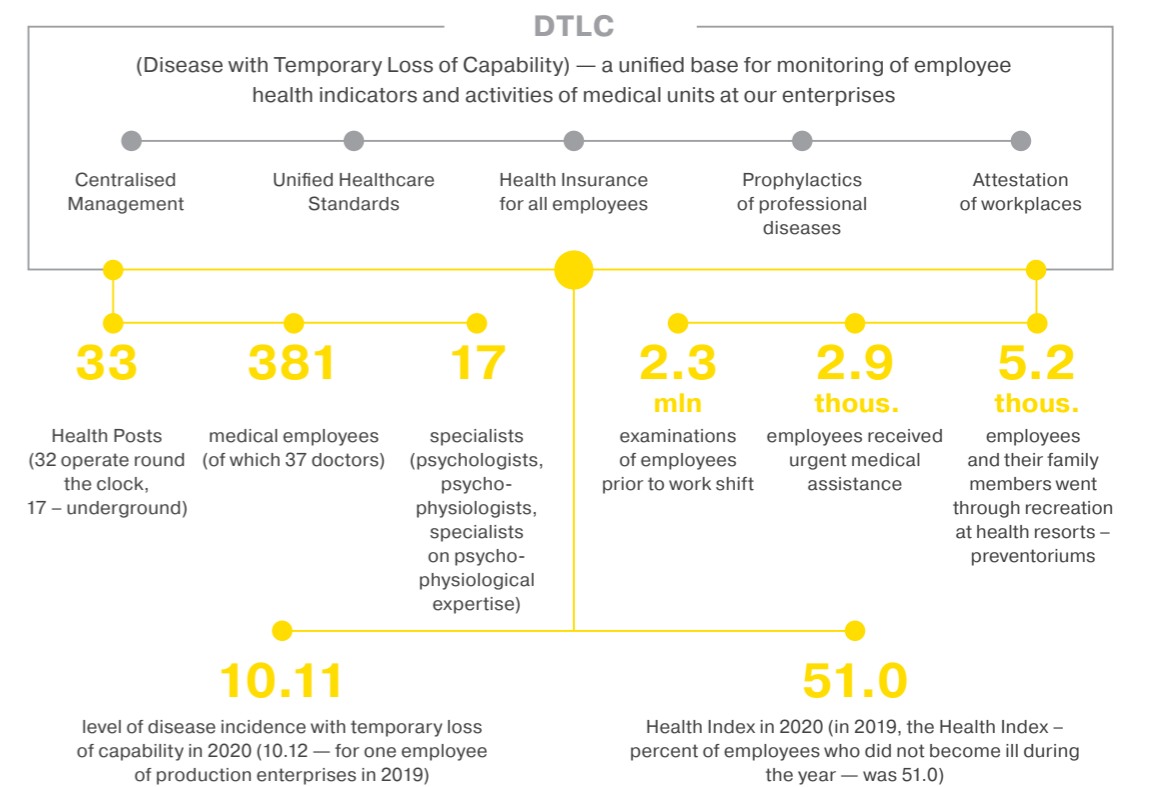 DTLC
(Disease with Temporary Loss of Capability) — a unified base for monitoring of employee
health indicators and activities of medical units at our enterprises
Centralised
Management
Unified Healthcare
Standards
Health Insurance
for all employees
Prophylactics
of professional
diseases
Attestation
of workplaces
33
Health Posts
(32 operate round
the clock,
17 – underground)
381
medical employees
(of which 37 doctors)
17
specialists
(psychologists,
psycho-
physiologists,
specialists
on psycho-
physiological
expertise)
2.3
mln
examinations
of employees
prior to work shift
2.9
thous.
employees received
urgent medical
assistance
5.2
thous.
employees
and their family
members went
through recreation
at health resorts –
preventoriums
10.11
level of disease incidence with temporary loss
of capability in 2020 (10.12 — for one employee
of production enterprises in 2019)
51.0
Health Index in 2020 (in 2019, the Health Index –
percent of employees who did not become ill during
the year — was 51.0)